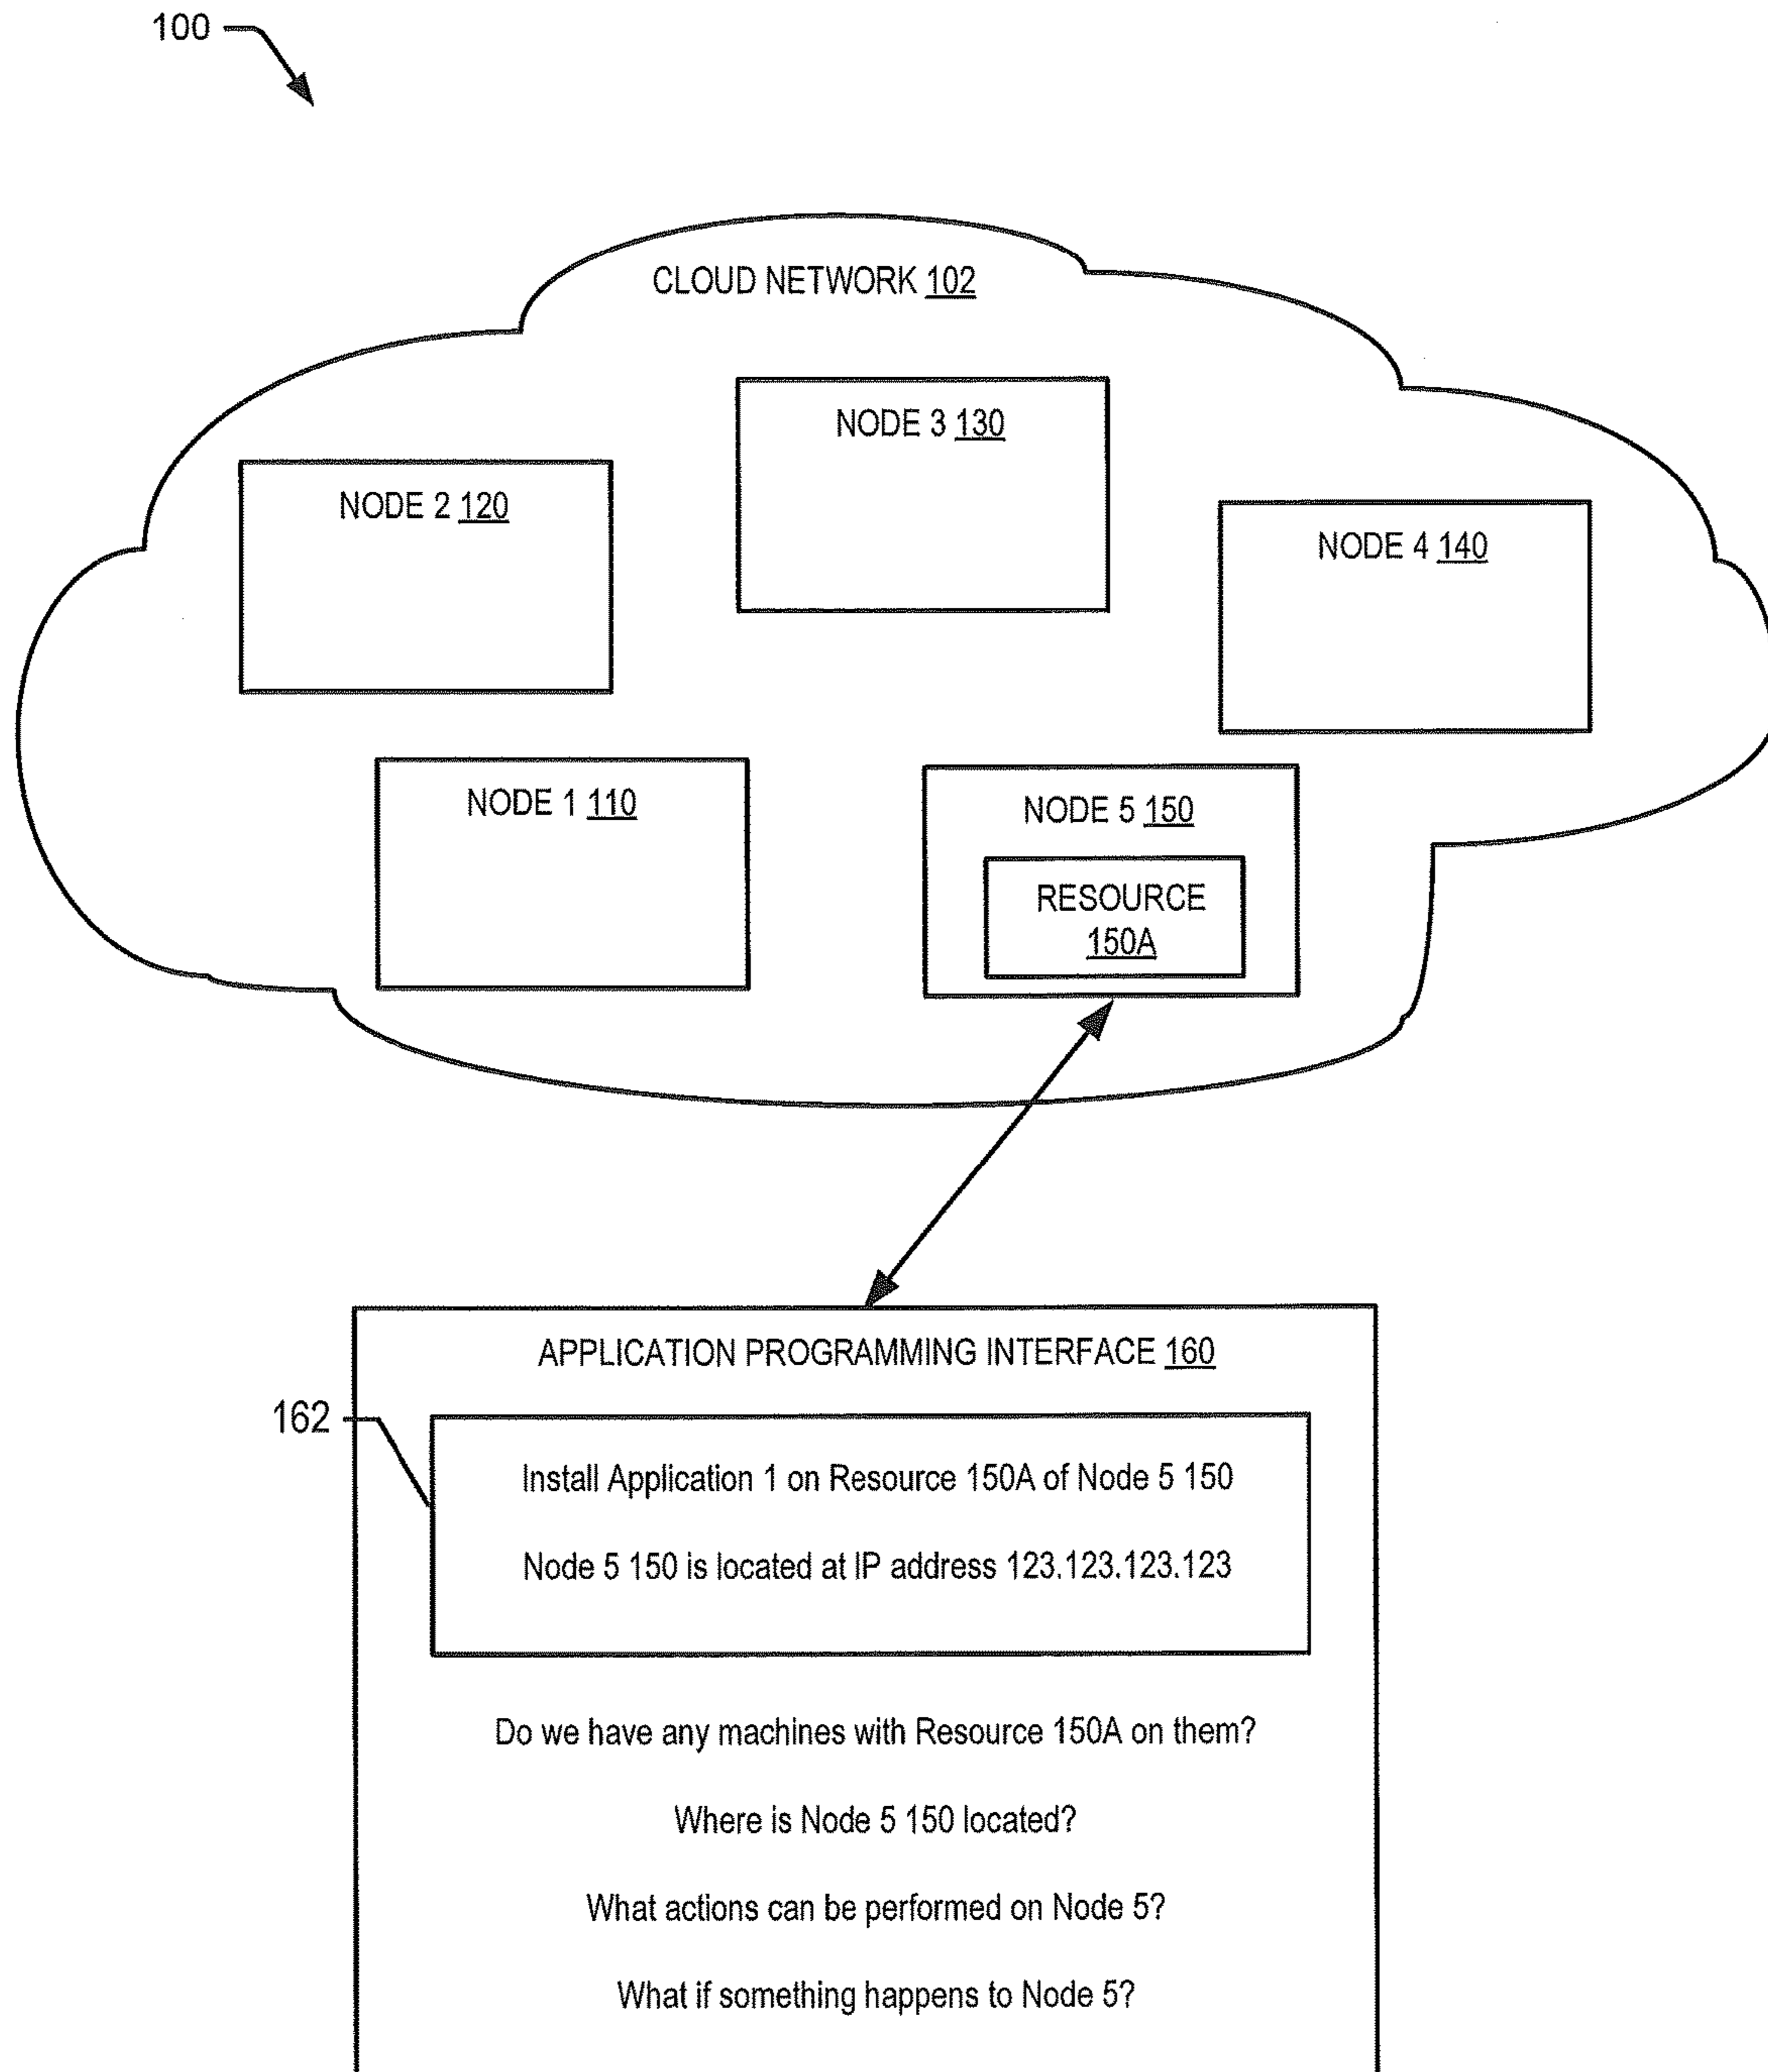 100
CLOUD NETWORK 102
NODE 3 130
NODE 2 120
NODE 4 140
NODE 1 110
NODE 5 150
RESOURCE
150A
APPLICATION PROGRAMMING INTERFACE 160
162
Install Application 1 on Resource 150A of Node 5 150
Node 5 150 is located at IP address 123.123.123.123
Do we have any machines with Resource 150A on them?
Where is Node 5 150 located?
What actions can be performed on Node 5?
What if something happens to Node 5?